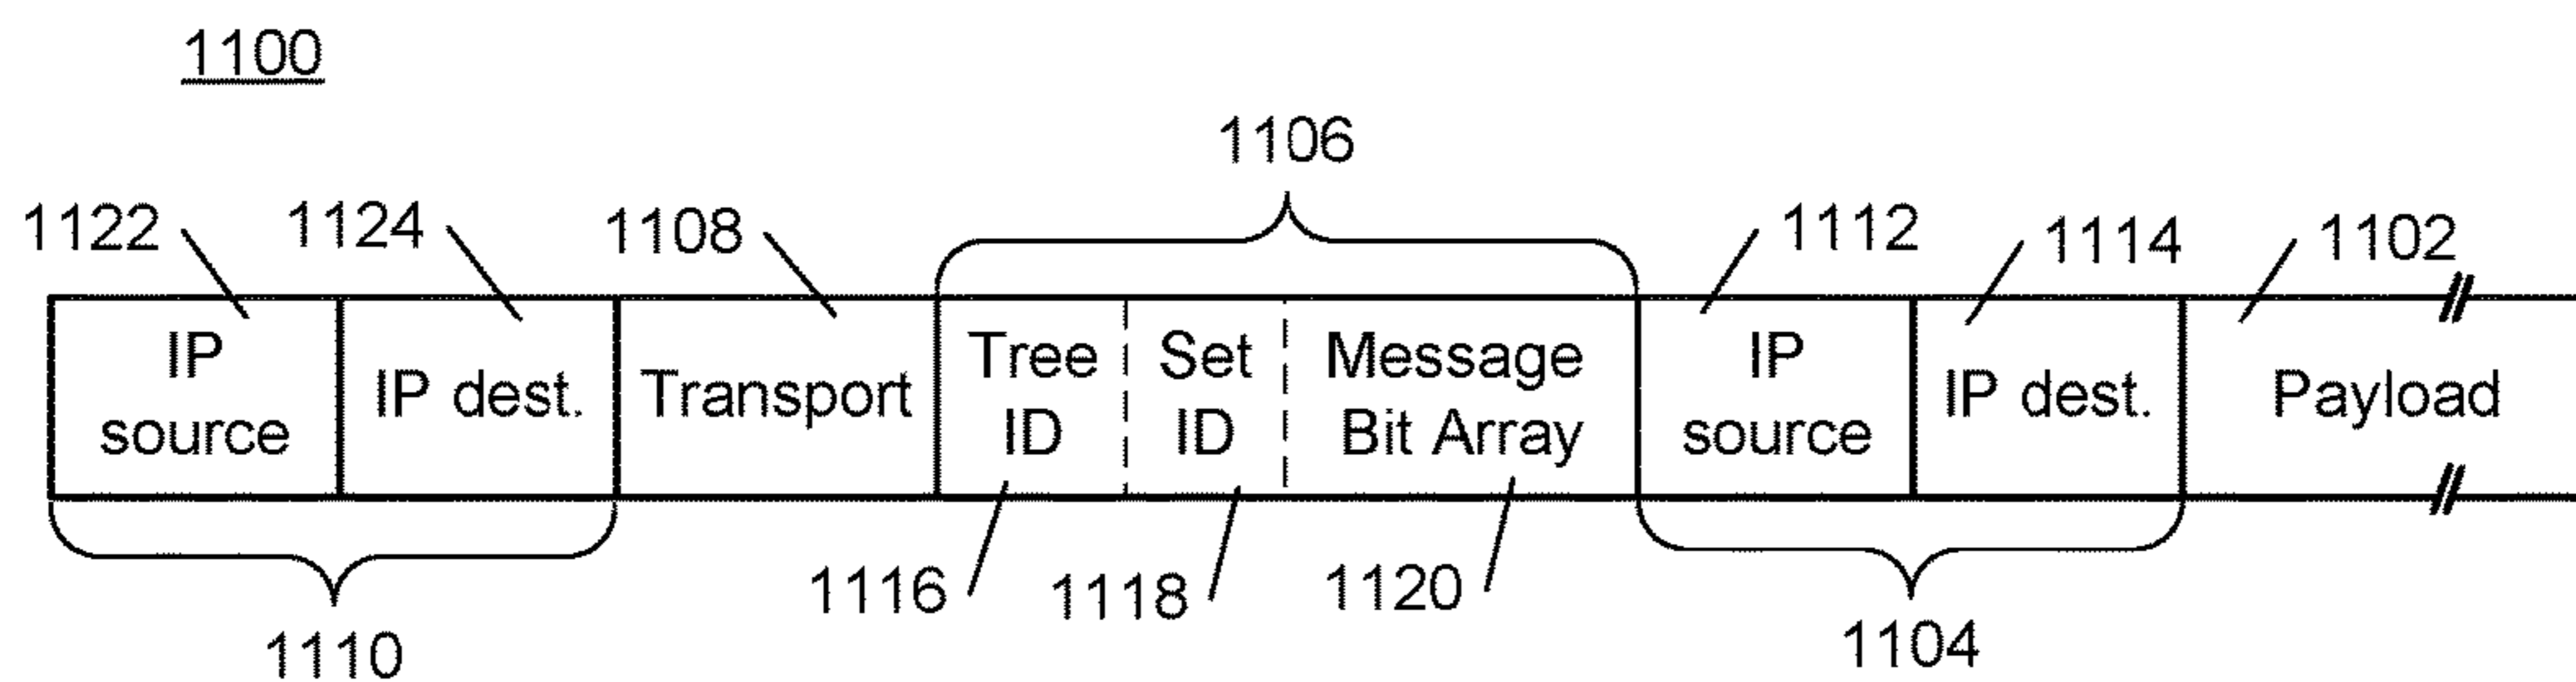 1100
1106
1122
1124
1108
1112
1114
1102
IP
source
IP dest.
Transport
Tree
ID
Set
ID
Message
Bit Array
IP
source
IP dest.
Payload
1116
1118
1120
1110
1104